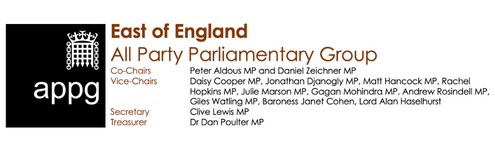 East of England
All Party Parliamentary Group
appg
Co-Chairs Peter Aldous MP and Daniel Zeichner MP
Vice-Chairs Daisy Cooper MP, Jonathan Djanogly MP, Matt Hancock MP, Rachel
Hopkins MP, Julie Marson MP, Gagan Mohindra MP, Andrew Rosindell MP,
Giles Watling MP, Baroness Janet Cohen, Lord Alan Haselhurst
Secretary Clive Lewis MP
Treasurer Dr Dan Poulter MP